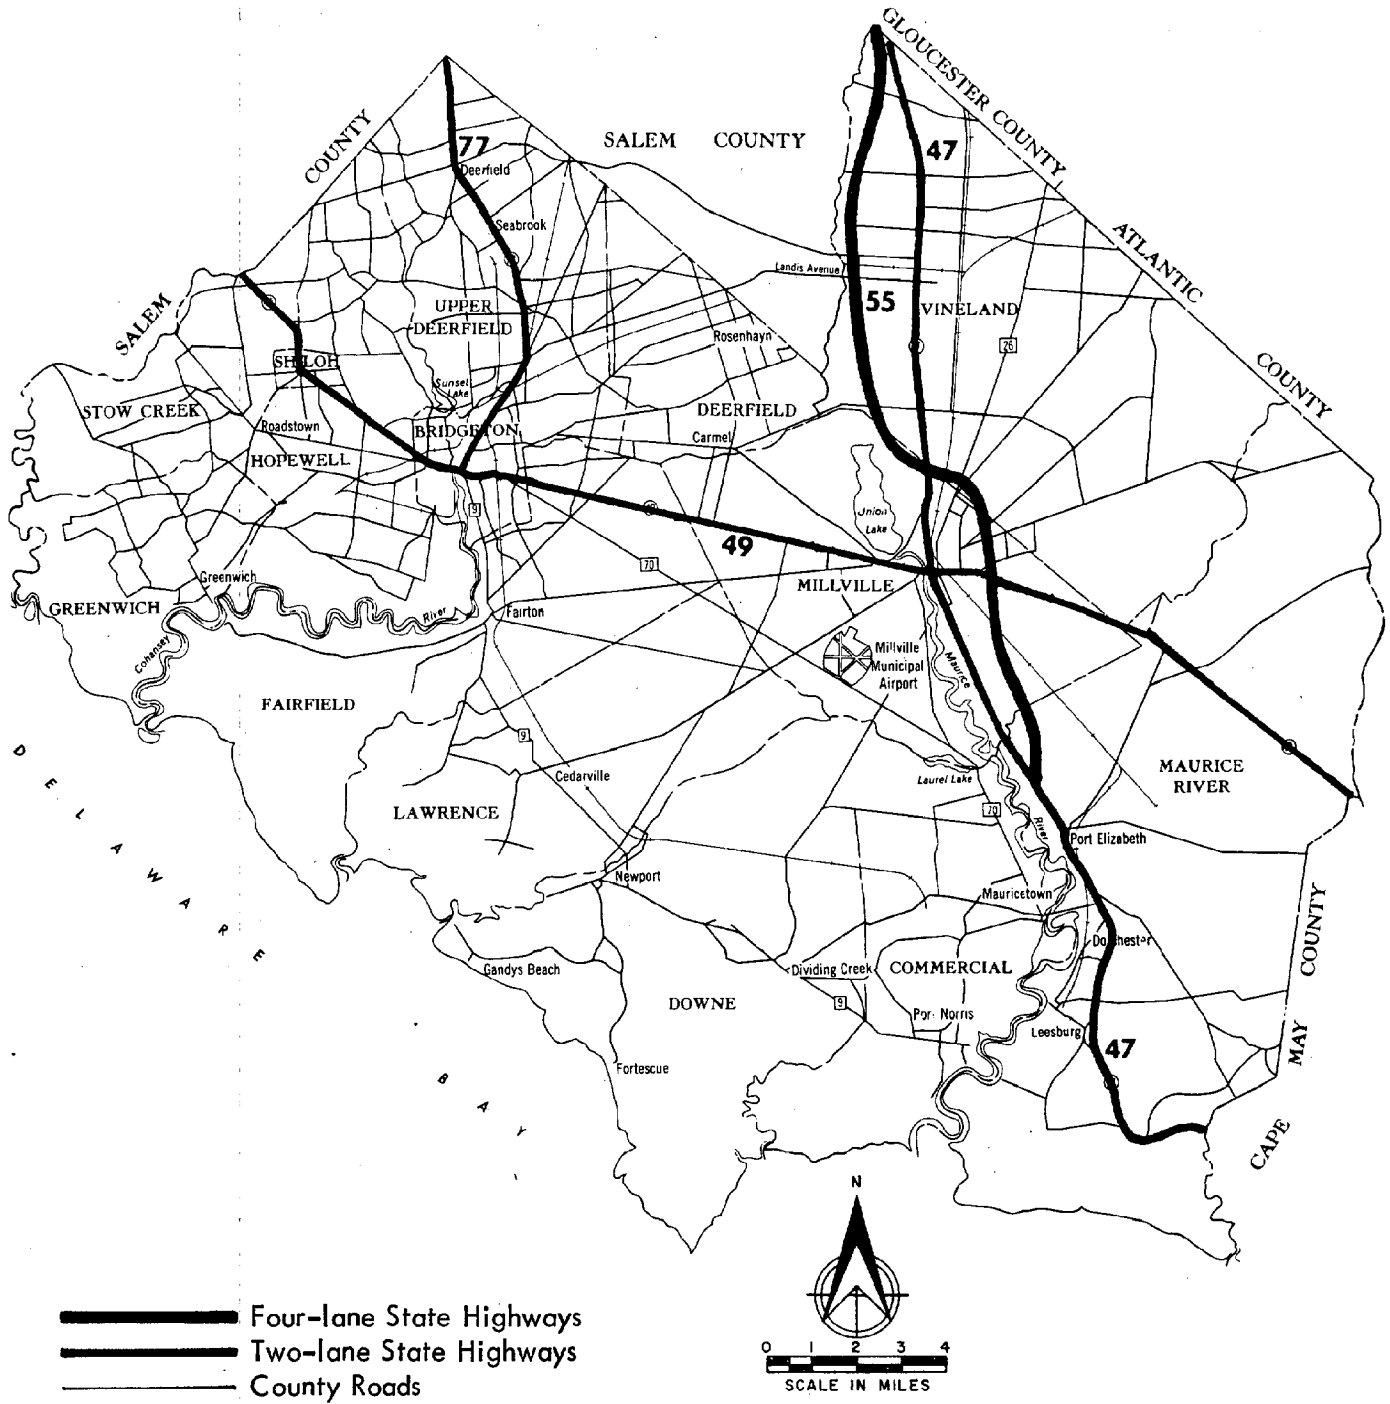 GLOUCESTER COUNTY
COUNTY
SALEM COUNTY
77
47
Deerfield
Seabrook
ATLANTIC
Landis Avenue
SALEM
UPPER
DEERFIELD
55
VINELAND
Rosenhayn
26
SHILOH
COUNTY
Sunset
Lake
STOW CREEK
DEERFIELD
Roadstown
BRIDGETON
Carmel
HOPEWELL
9
Union
Lake
49
70
Greenwich
MILLVILLE
GREENWICH
River
Fairton
Cohansey
Maurice
Millville
Municipal
Airport
FAIRFIELD
9
DELAWARE
Cedarville
Laurel Lake
MAURICE
RIVER
LAWRENCE
70
River
Port Elizabeth
Newport
Mauricetown
COUNTY
Dorchester
Gandys Beach
Dividing Creek
COMMERCIAL
DOWNE
9
Port Norris
Leesburg
47
MAY
Fortescue
BAY
CAPE
N
Four-lane State Highways
Two-lane State Highways
County Roads
0 1 2 3 4
SCALE IN MILES